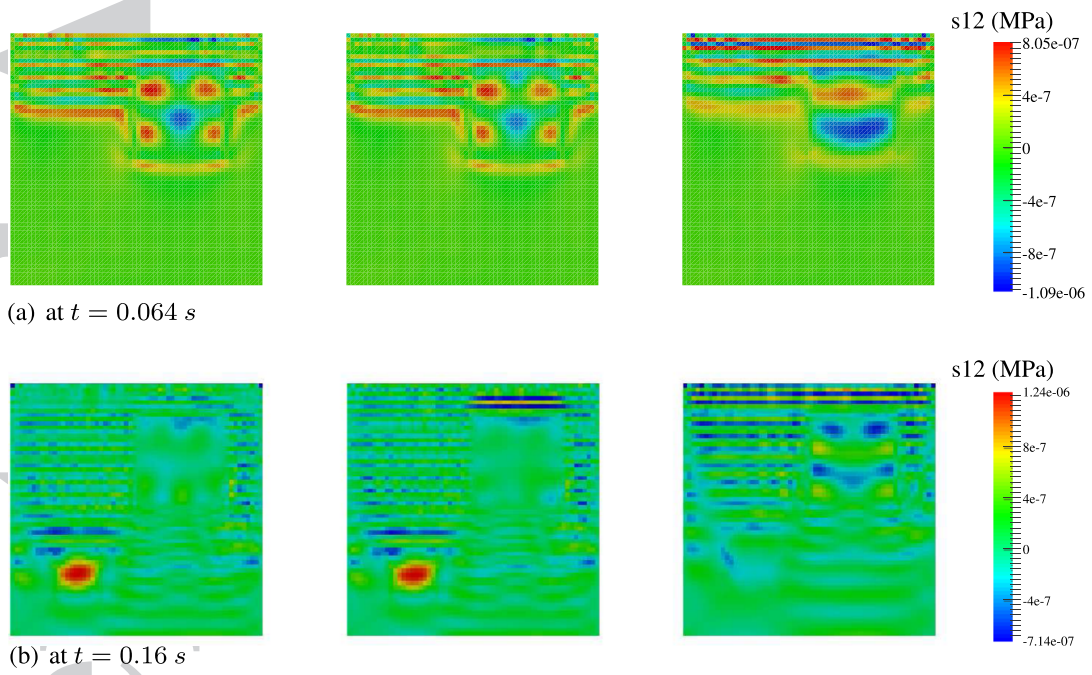 s12 (MPa)
8.05e-07
4e-7
0
-4e-7
-8e-7
-1.09e-06
(a) at t = 0.064 s
s12 (MPa)
1.24e-06
8e-7
4e-7
0
-4e-7
-7.14e-07
(b) at t = 0.16 s